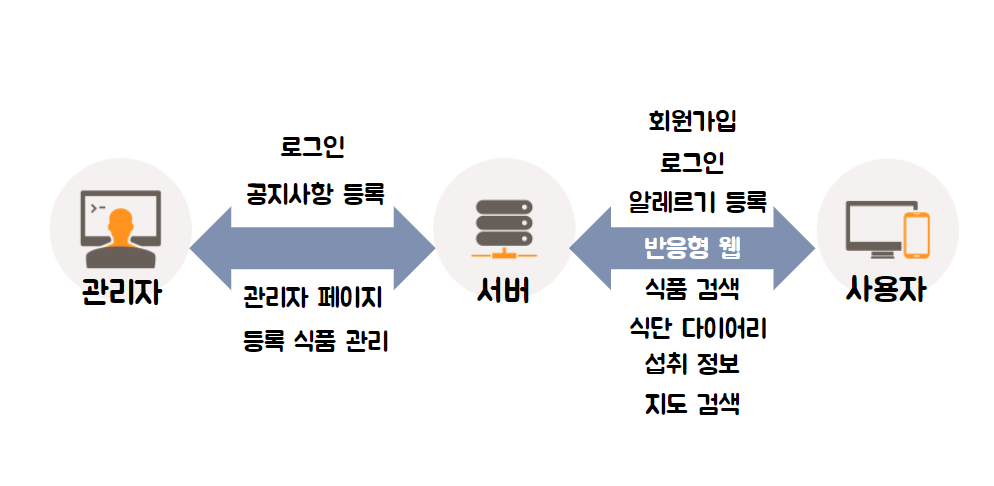 로그인
공지사항 등록
관리자
관리자 페이지
등록 식품 관리
서버
회원가입
로그인
알레르기 등록
반응형 웹
식품 검색
식단 다이어리
섭취 정보
지도 검색
사용자